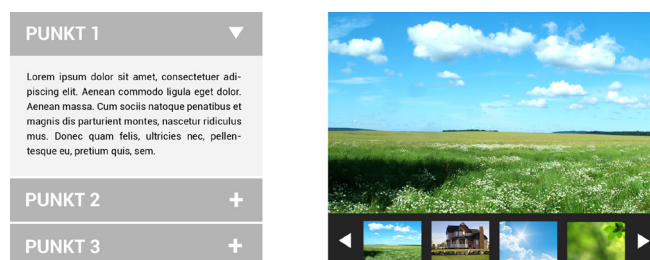 PUNKT 1
Lorem ipsum dolor sit amet, consectetuer adi-
piscing elit. Aenean commodo ligula eget dolor.
Aenean massa. Cum sociis natoque penatibus et
magnis dis parturient montes, nascetur ridiculus
mus. Donec quam felis, ultricies nec, pellen-
tesque eu, pretium quis, sem.
PUNKT 2
PUNKT 3